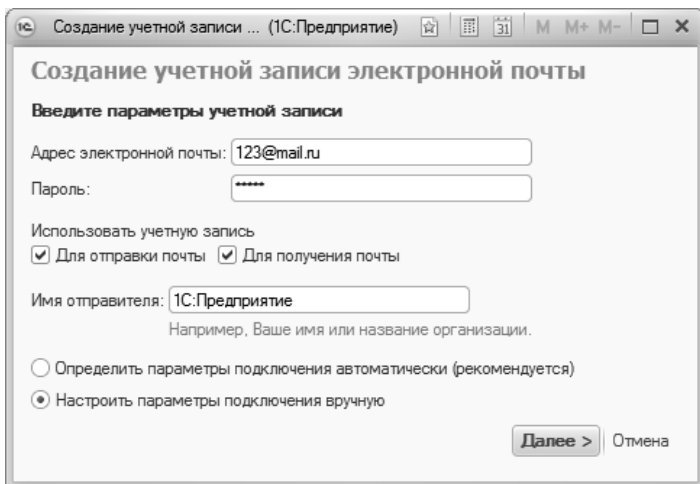 1С Создание учетной записи ... (1С:Предприятие) 31 M M+ M-
Создание учетной записи электронной почты
Введите параметры учетной записи
Адрес электронной почты: 123@mail.ru
Пароль: *****
Использовать учетную запись
Для отправки почты Для получения почты
Имя отправителя: 1С:Предприятие
Например, Ваше имя или название организации.
Определить параметры подключения автоматически (рекомендуется)
Настроить параметры подключения вручную
Далее > Отмена